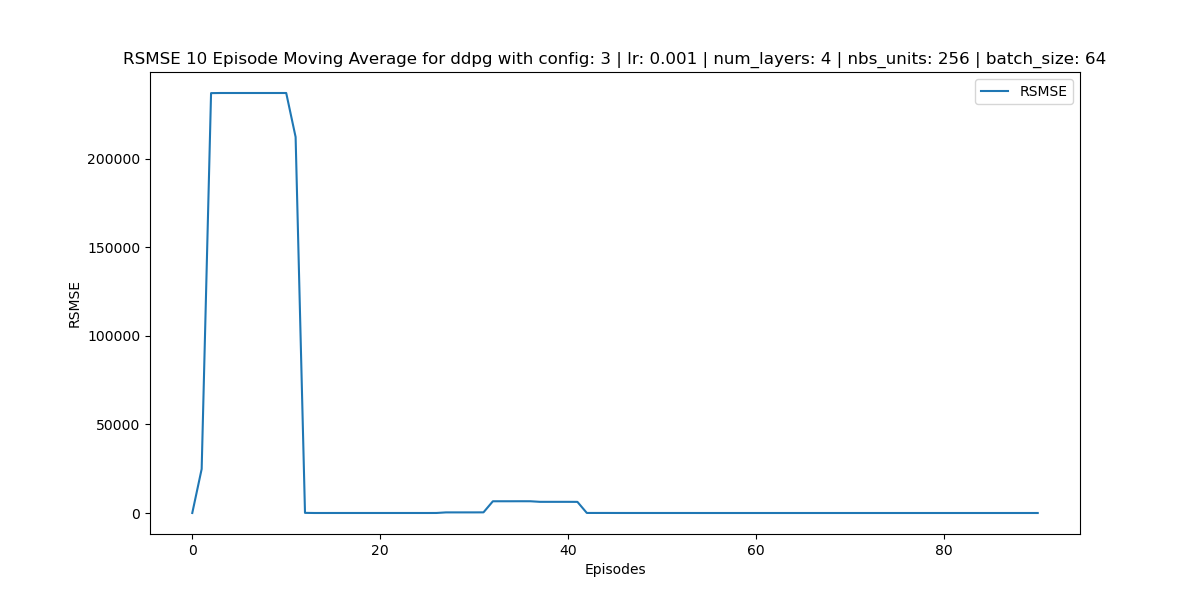 RSMSE 10 Episode Moving Average for ddpg with config: 3 | lr: 0.001 | num_layers: 4 | nbs_units: 256 | batch_size: 64
RSMSE
200000
150000
100000
50000
0
RSMSE
0 20 40 60 80
Episodes